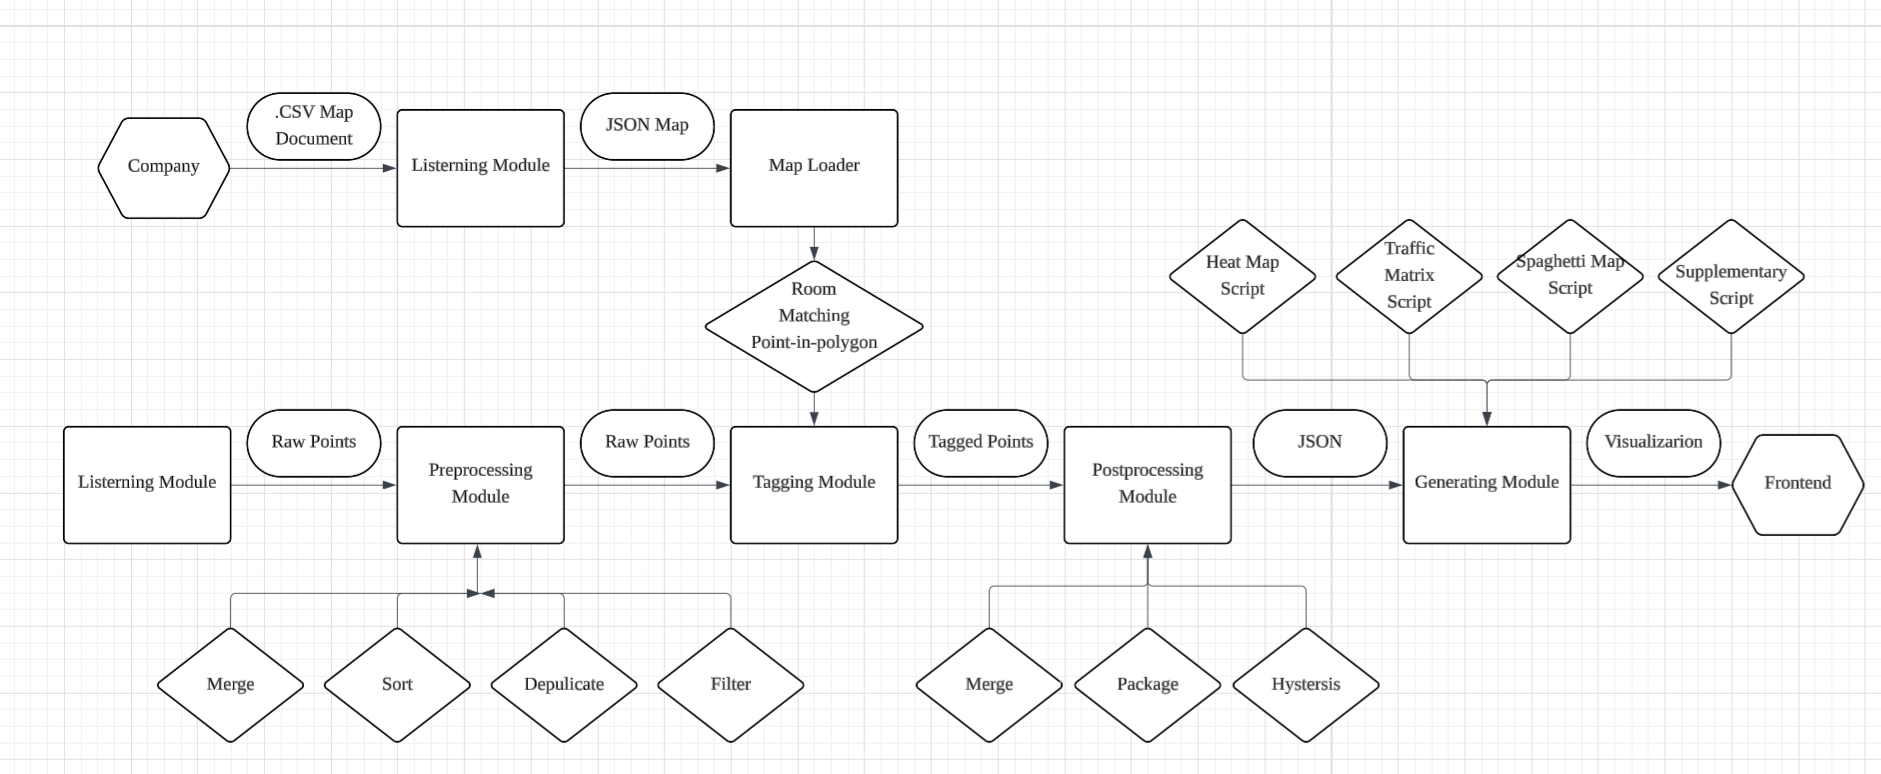 .CSV Map
Document
JSON Map
Company
Listerning Module
Map Loader
Heat Map
Script
Traffic
Matrix
Script
Spaghetti Map
Script
Supplementary
Script
Room
Matching
Point-in-polygon
Raw Points
Raw Points
Tagged Points
JSON
Visualizarion
Listerning Module
Preprocessing
Module
Tagging Module
Postprocessing
Module
Generating Module
Frontend
Merge
Sort
Depulicate
Filter
Merge
Package
Hystersis